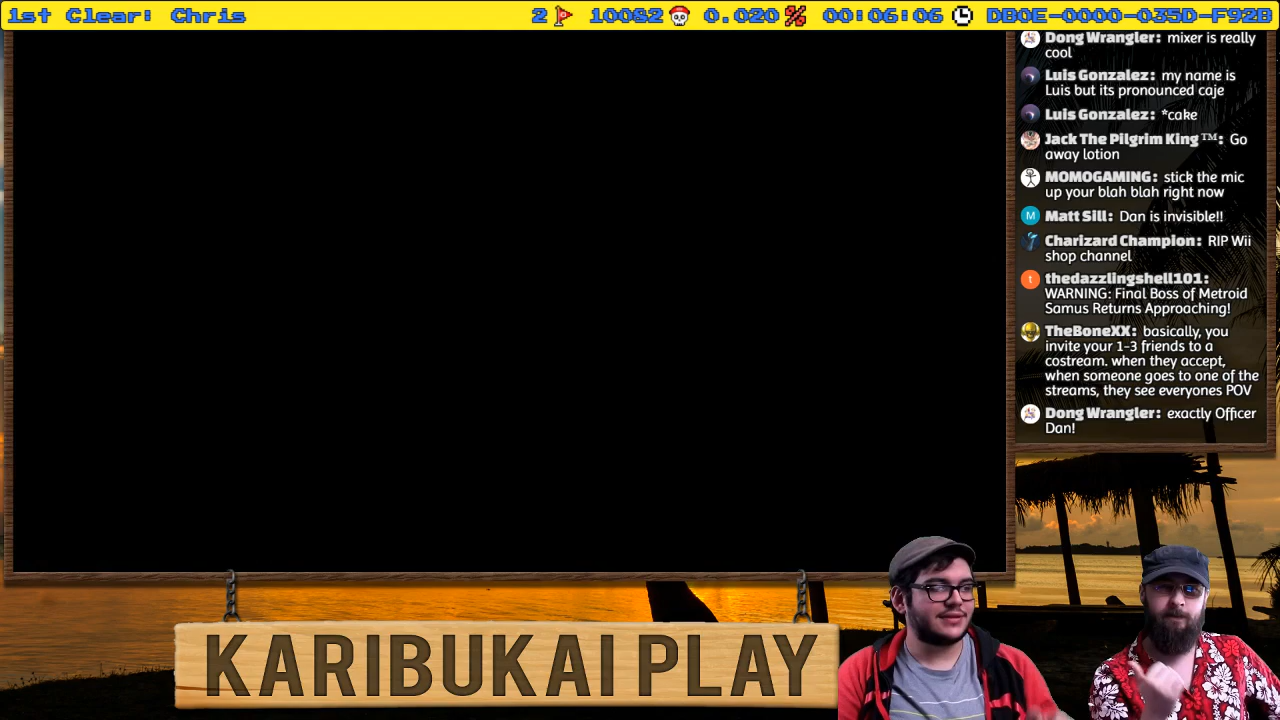 1st Clear: Chris 2 10082 0.020 % 00:06:06 DB0E-0000-035D-F92B
Dong Wrangler: mixer is really
cool
Luis Gonzalez: my name is
Luis but its pronounced caje
Luis Gonzalez: *cake
Jack The Pilgrim King™: Go
away lotion
MOMOGAMING: stick the mic
up your blah blah right now
M Matt Sill: Dan is invisible!!
Charizard Champion: RIP Wii
shop channel
t thedazzlingshell101:
WARNING: Final Boss of Metroid
Samus Returns Approaching!
TheBoneXX: basically, you
invite your 1-3 friends to a
costream. when they accept,
when someone goes to one of the
streams, they see everyones POV
Dong Wrangler: exactly Officer
Dan!
KARIBUKAI PLAY